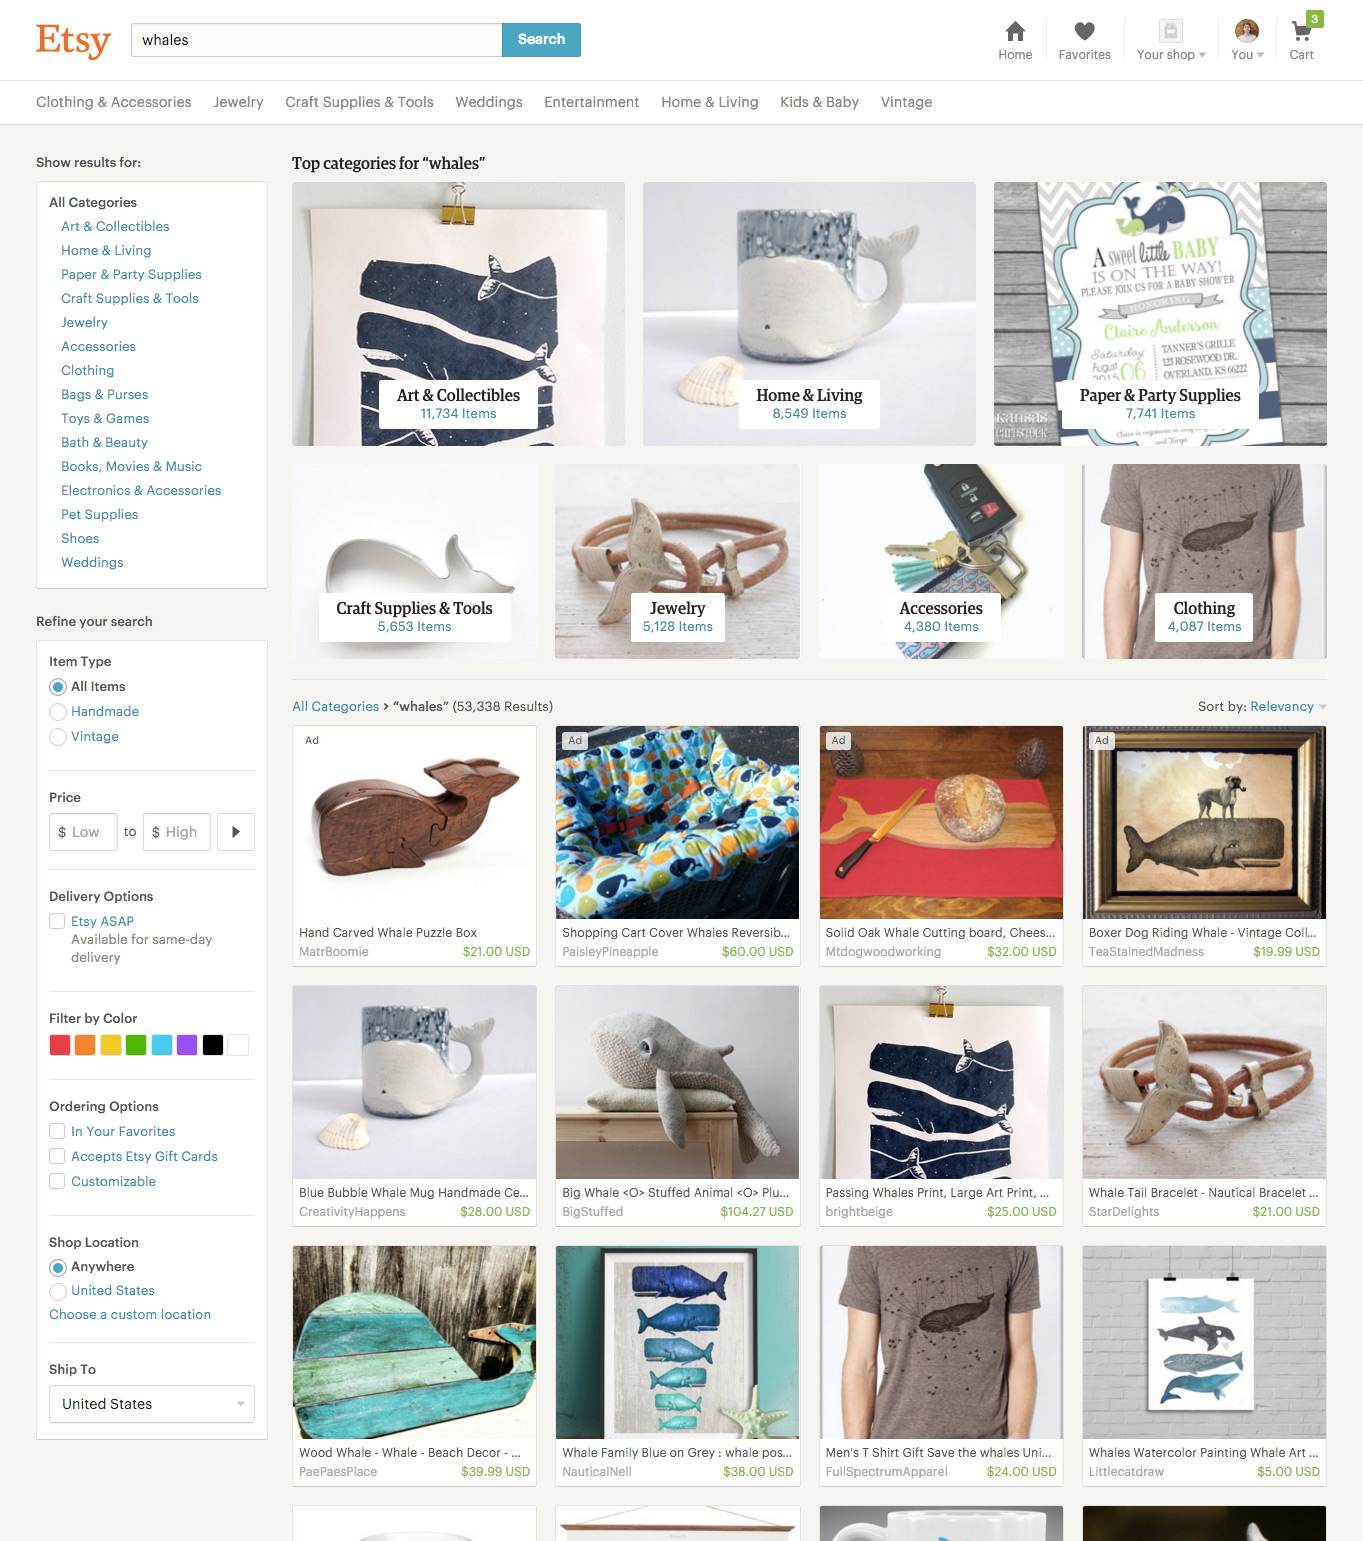 Etsy
whales
Search
Home
Favorites
Your shop
You
3
Cart
Clothing & Accessories
Jewelry
Craft Supplies & Tools
Weddings
Entertainment
Home & Living
Kids & Baby
Vintage
Show results for:
All Categories
Art & Collectibles
Home & Living
Paper & Party Supplies
Craft Supplies & Tools
Jewelry
Accessories
Clothing
Bags & Purses
Toys & Games
Bath & Beauty
Books, Movies & Music
Electronics & Accessories
Pet Supplies
Shoes
Weddings
Refine your search
Item Type
All Items
Handmade
Vintage
Price
$ Low to $ High
Delivery Options
Etsy ASAP
Available for same-day
delivery
Filter by Color
Ordering Options
In Your Favorites
Accepts Etsy Gift Cards
Customizable
Shop Location
Anywhere
United States
Choose a custom location
Ship To
United States
Top categories for “whales”
Art & Collectibles
11,734 Items
Home & Living
8,549 Items
A sweet little BABY
IS ON THE WAY!
PLEASE JOIN US FOR A BABY SHOWER
HONORING
Claire Anderson
Saturday
August 06
2015
TANNER'S GRILLE
123 ROSEWOOD DR.
OVERLAND, KS 66222
Paper & Party Supplies
7,741 Items
kansas
cardstock
Claire is registered at
and Target
Craft Supplies & Tools
5,653 Items
Jewelry
5,128 Items
Accessories
4,380 Items
Clothing
4,087 Items
All Categories › “whales” (53,338 Results)
Sort by: Relevancy
Ad
Hand Carved Whale Puzzle Box
MatrBoomie
$21.00 USD
Ad
Shopping Cart Cover Whales Reversib...
PaisleyPineapple
$60.00 USD
Ad
Solid Oak Whale Cutting board, Chees...
Mtdogwoodworking
$32.00 USD
Ad
Boxer Dog Riding Whale - Vintage Coll...
TeaStainedMadness
$19.99 USD
Blue Bubble Whale Mug Handmade Ce...
CreativityHappens
$28.00 USD
Big Whale <O> Stuffed Animal <O> Plu...
BigStuffed
$104.27 USD
Passing Whales Print, Large Art Print, ...
brightbeige
$25.00 USD
Whale Tail Bracelet - Nautical Bracelet ...
StarDelights
$21.00 USD
Wood Whale - Whale - Beach Decor - ...
PaePaesPlace
$39.99 USD
Whale Family Blue on Grey : whale pos...
NauticalNell
$38.00 USD
Men's T Shirt Gift Save the whales Uni...
FullSpectrumApparel
$24.00 USD
Whales Watercolor Painting Whale Art ...
Littlecatdraw
$5.00 USD